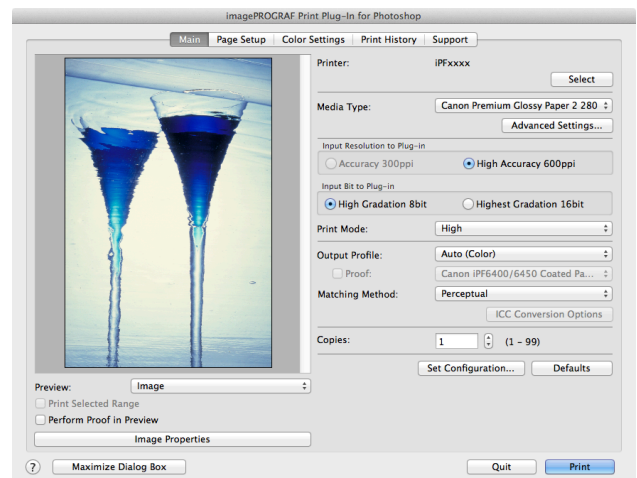 imagePROGRAF Print Plug-In for Photoshop
Main Page Setup Color Settings Print History Support
Printer: iPFxxxx
Select
Media Type: Canon Premium Glossy Paper 2 280
Advanced Settings...
Input Resolution to Plug-in
Accuracy 300ppi High Accuracy 600ppi
Input Bit to Plug-in
High Gradation 8bit Highest Gradation 16bit
Print Mode: High
Output Profile: Auto (Color)
Proof: Canon iPF6400/6450 Coated Pa...
Matching Method: Perceptual
ICC Conversion Options
Copies: 1 (1 - 99)
Set Configuration... Defaults
Preview: Image
Print Selected Range
Perform Proof in Preview
Image Properties
? Maximize Dialog Box Quit Print